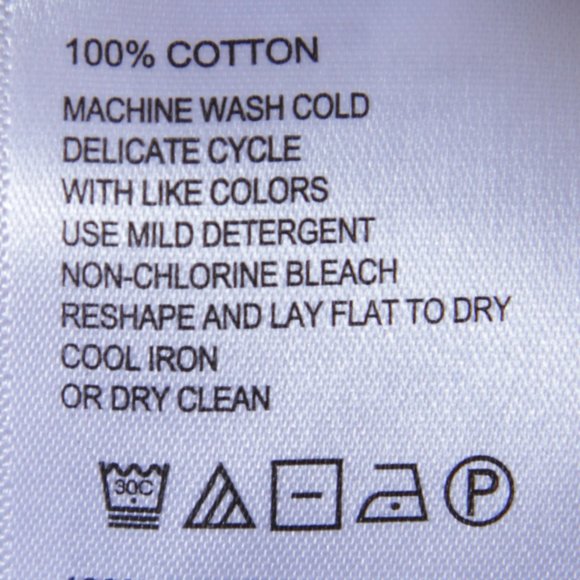 100% COTTON
MACHINE WASH COLD
DELICATE CYCLE
WITH LIKE COLORS
USE MILD DETERGENT
NON-CHLORINE BLEACH
RESHAPE AND LAY FLAT TO DRY
COOL IRON
OR DRY CLEAN
30C P